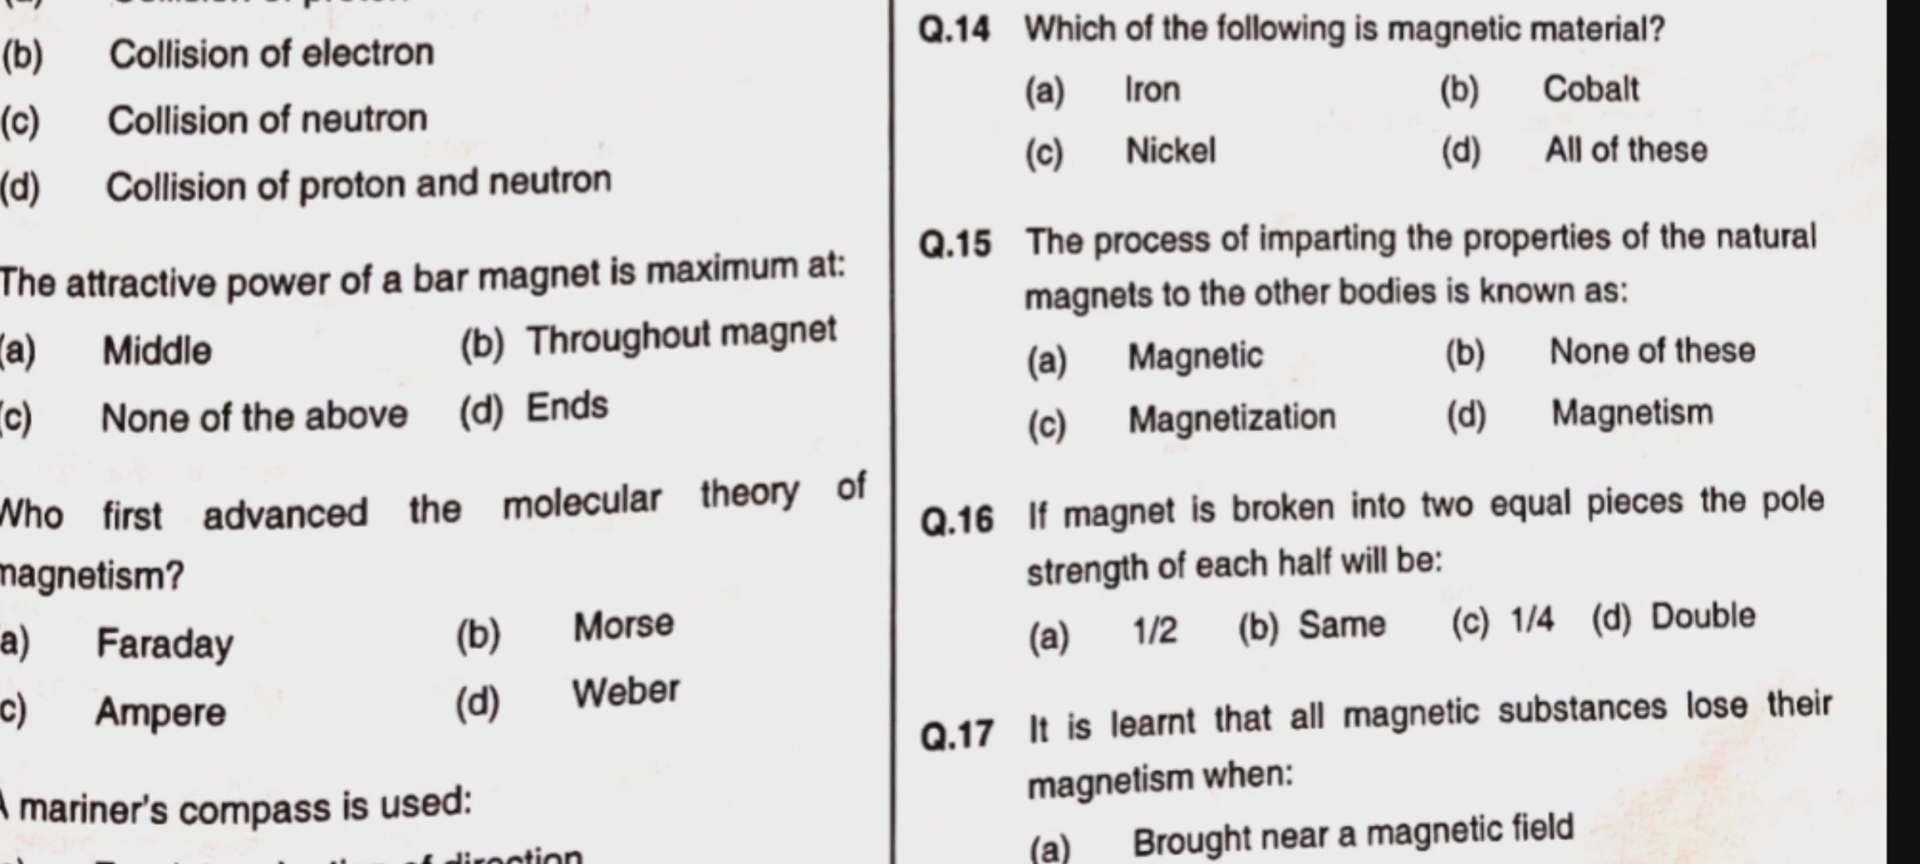 (b) Collision of electron
(c) Collision of neutron
(d) Collision of proton and neutron
The attractive power of a bar magnet is maximum at:
(a) Middle (b) Throughout magnet
(c) None of the above (d) Ends
Who first advanced the molecular theory of
magnetism?
a) Faraday (b) Morse
c) Ampere (d) Weber
A mariner's compass is used:
of direction
Q.14 Which of the following is magnetic material?
(a) Iron (b) Cobalt
(c) Nickel (d) All of these
Q.15 The process of imparting the properties of the natural
magnets to the other bodies is known as:
(a) Magnetic (b) None of these
(c) Magnetization (d) Magnetism
Q.16 If magnet is broken into two equal pieces the pole
strength of each half will be:
(a) 1/2 (b) Same (c) 1/4 (d) Double
Q.17 It is learnt that all magnetic substances lose their
magnetism when:
(a) Brought near a magnetic field